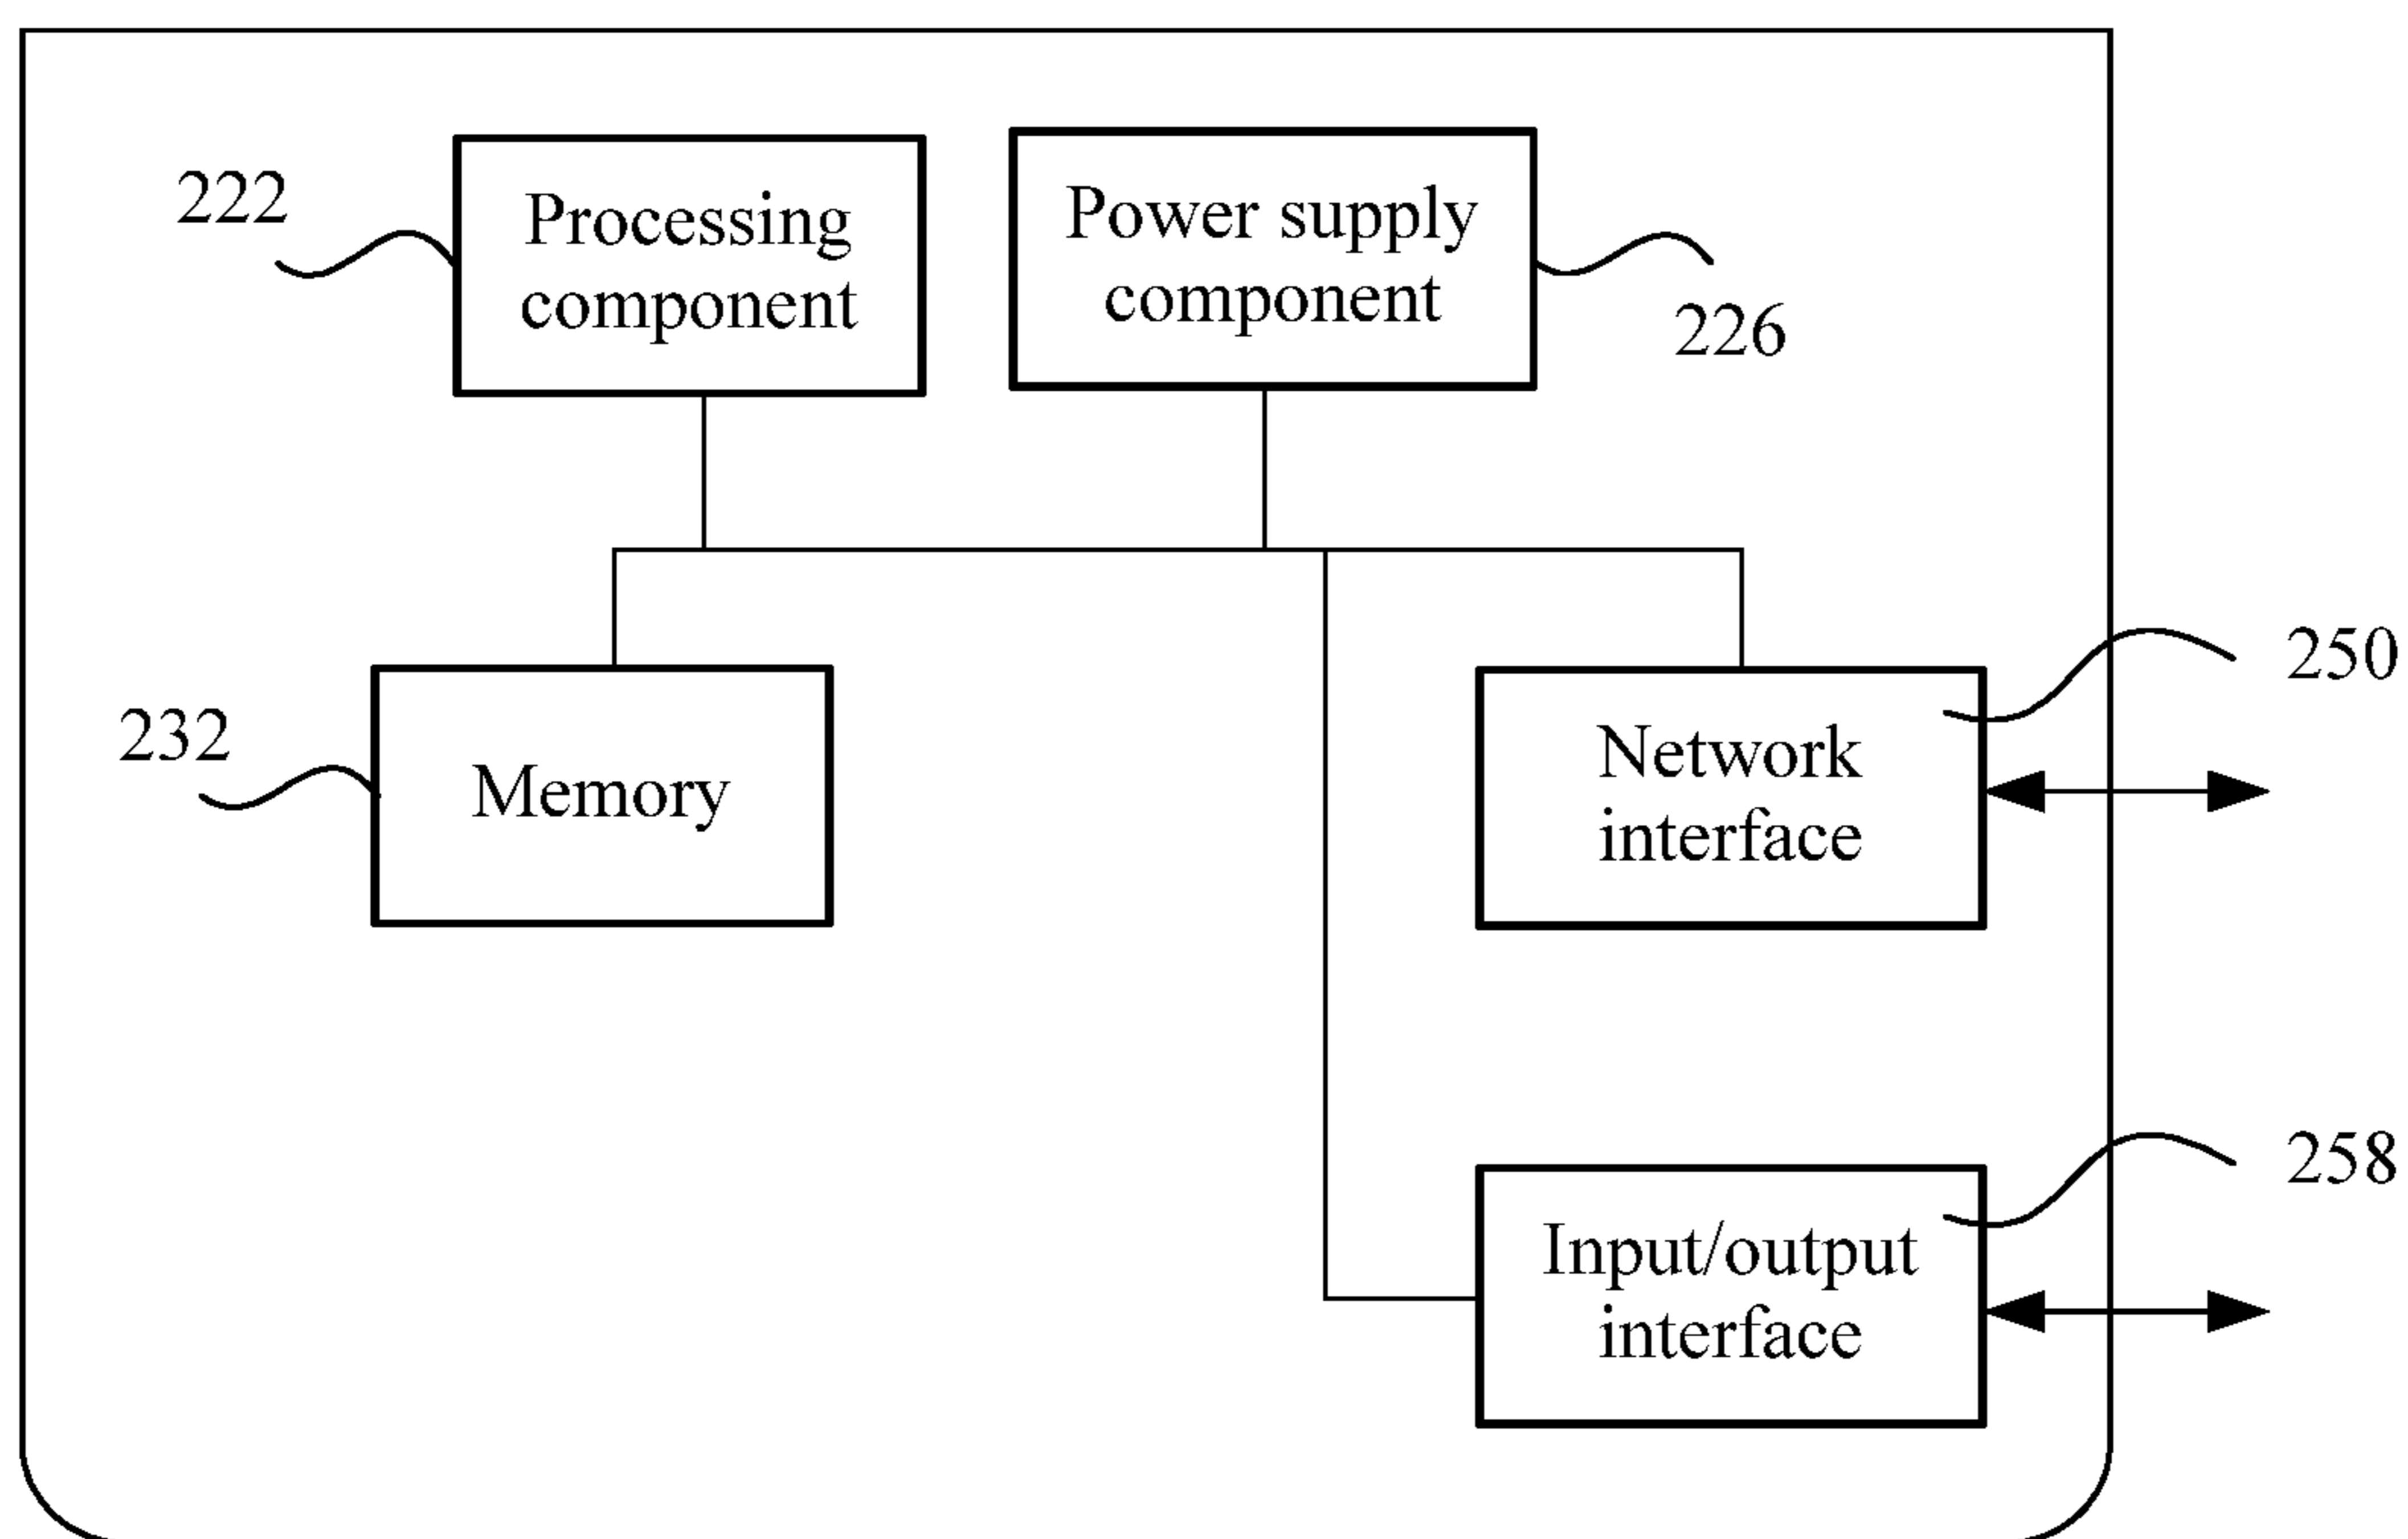 222
Processing
component
Power supply
component
226
232
Memory
250
Network
interface
258
Input/output
interface